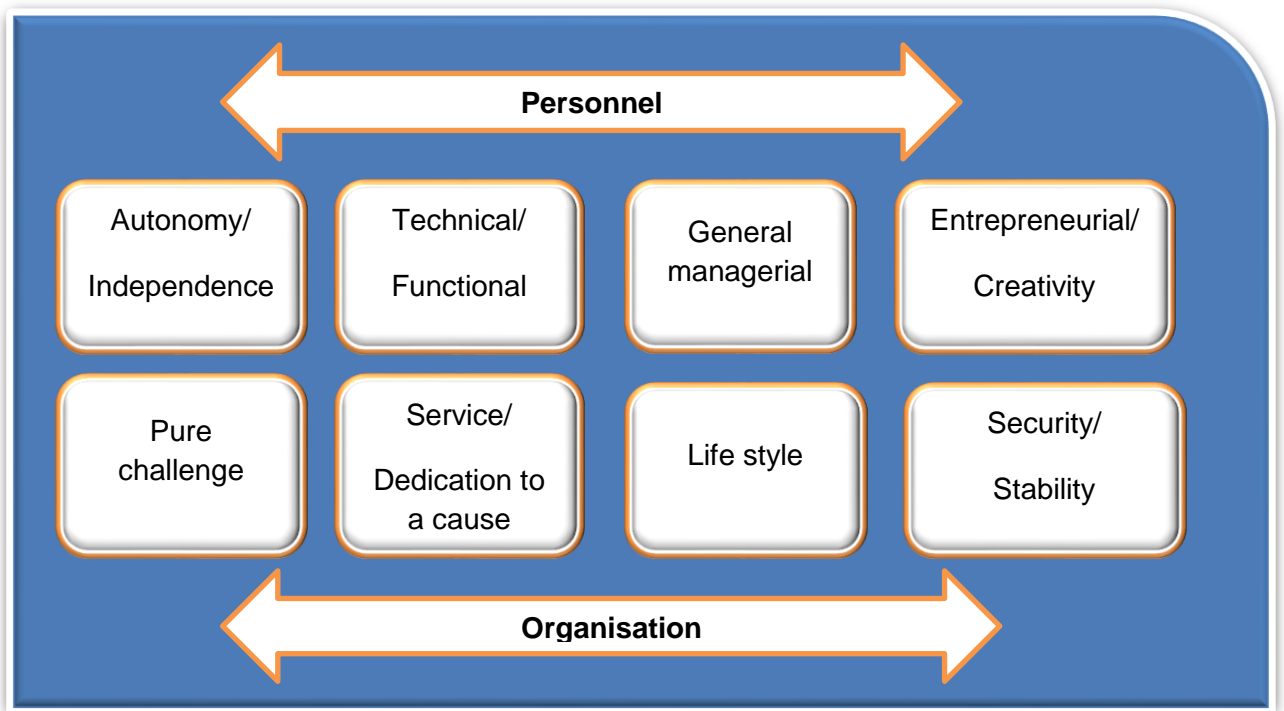 Personnel
Autonomy/
Independence
Technical/
Functional
General
managerial
Entrepreneurial/
Creativity
Pure
challenge
Service/
Dedication to
a cause
Life style
Security/
Stability
Organisation